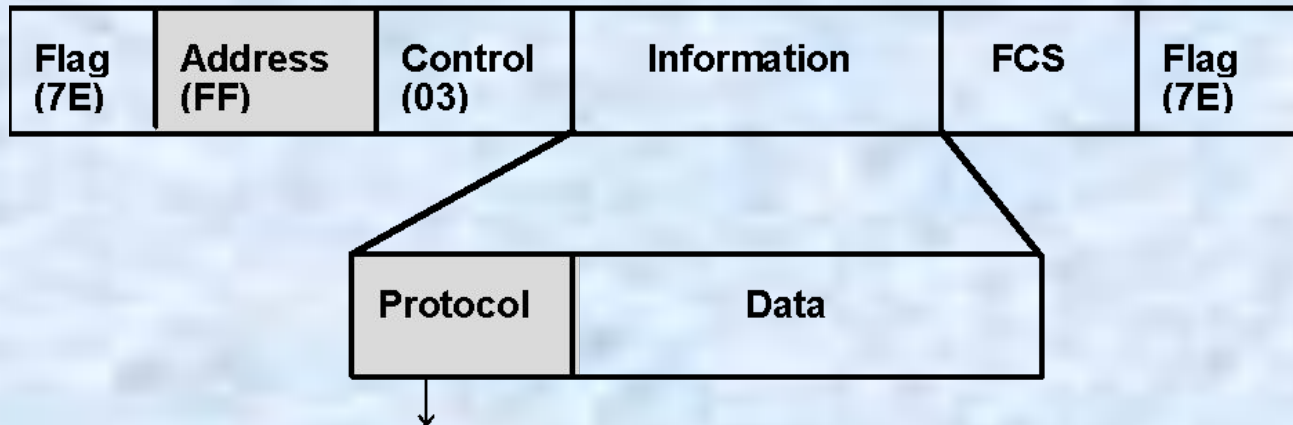 Flag Address Control Information FCS Flag
(7E) (FF) (03) (7E)
Protocol Data